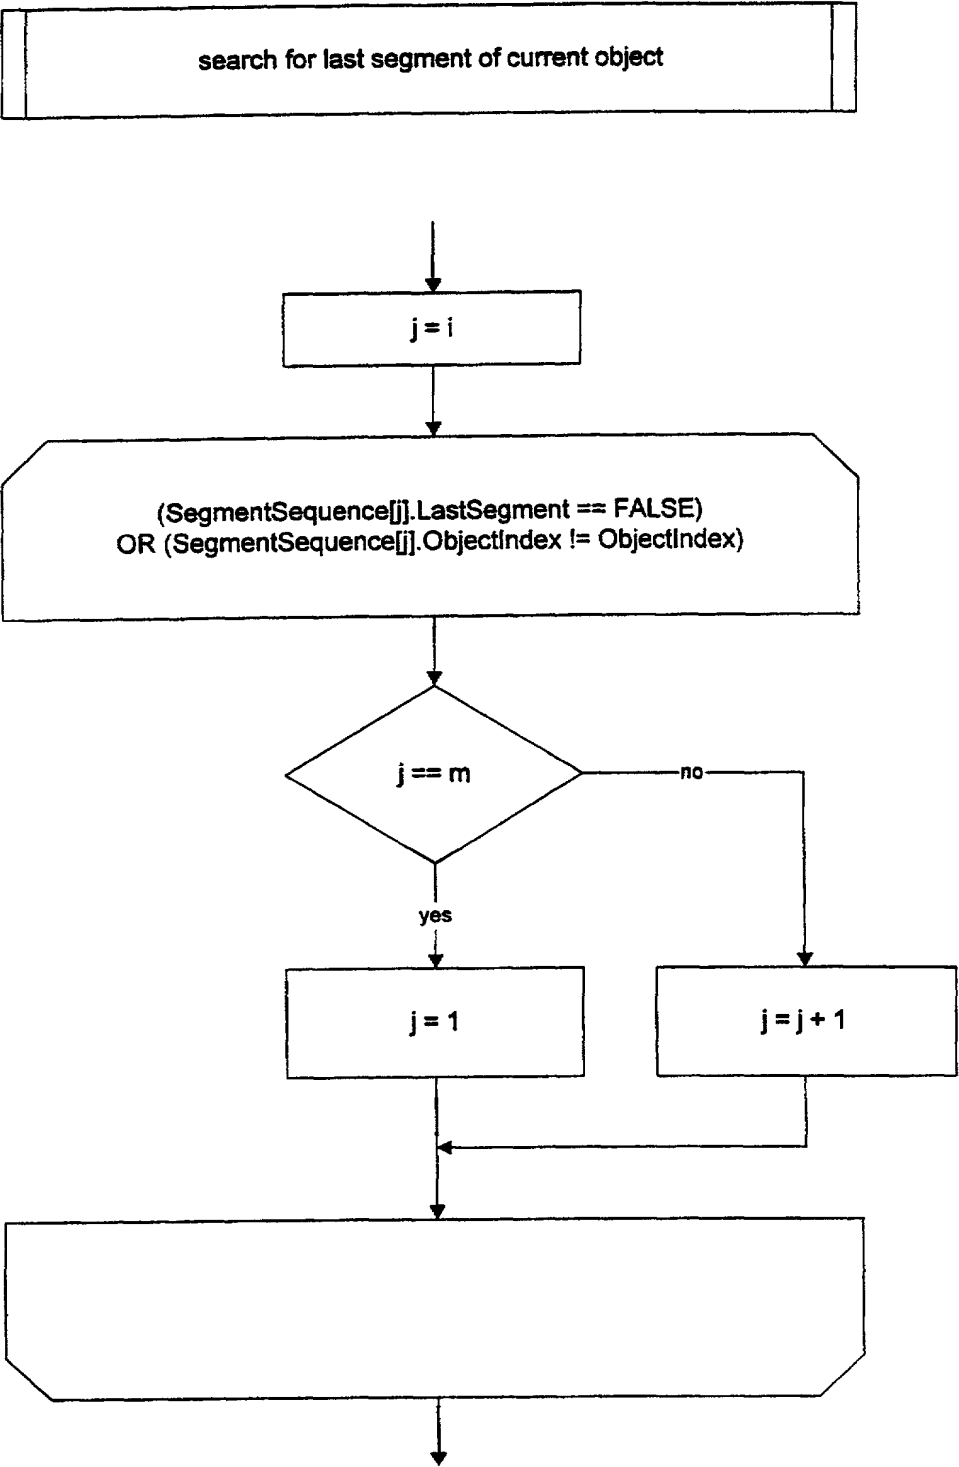 search for last segment of current object
j = i
(SegmentSequence[j].LastSegment == FALSE)
OR (SegmentSequence[j].ObjectIndex != ObjectIndex)
j == m
no
yes
j = 1
j = j + 1